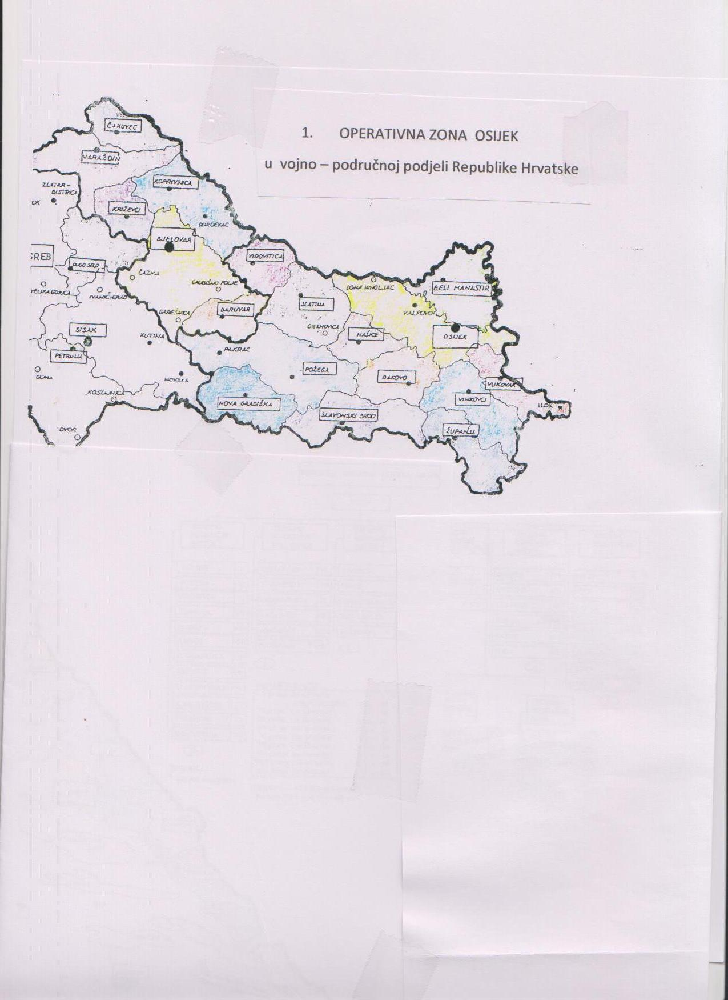 1. OPERATIVNA ZONA OSIJEK
u vojno – područnoj podjeli Republike Hrvatske
ČAKOVEC
VARAŽDIN
ZLATAR-
BISTRICA
KOPRIVNICA
KRIŽEVCI
ĐURĐEVAC
BJELOVAR
GREB
DUGO SELO
VIROVITICA
ČAZMA
VELIKA GORICA
IVANIĆ-GRAD
GRUBIŠNO POLJE
DONJI MIHOLJAC
BELI MANASTIR
SLATINA
VALPOVO
DARUVAR
GAREŠNICA
ORAHOVICA
NAŠICE
OSIJEK
SISAK
KUTINA
PETRINJA
PAKRAC
POŽEGA
ĐAKOVO
GLINA
NOVSKA
VUKOVAR
KOSTAJNICA
NOVA GRADIŠKA
VINKOVCI
ILOK
SLAVONSKI BROD
DVOR
ŽUPANJA